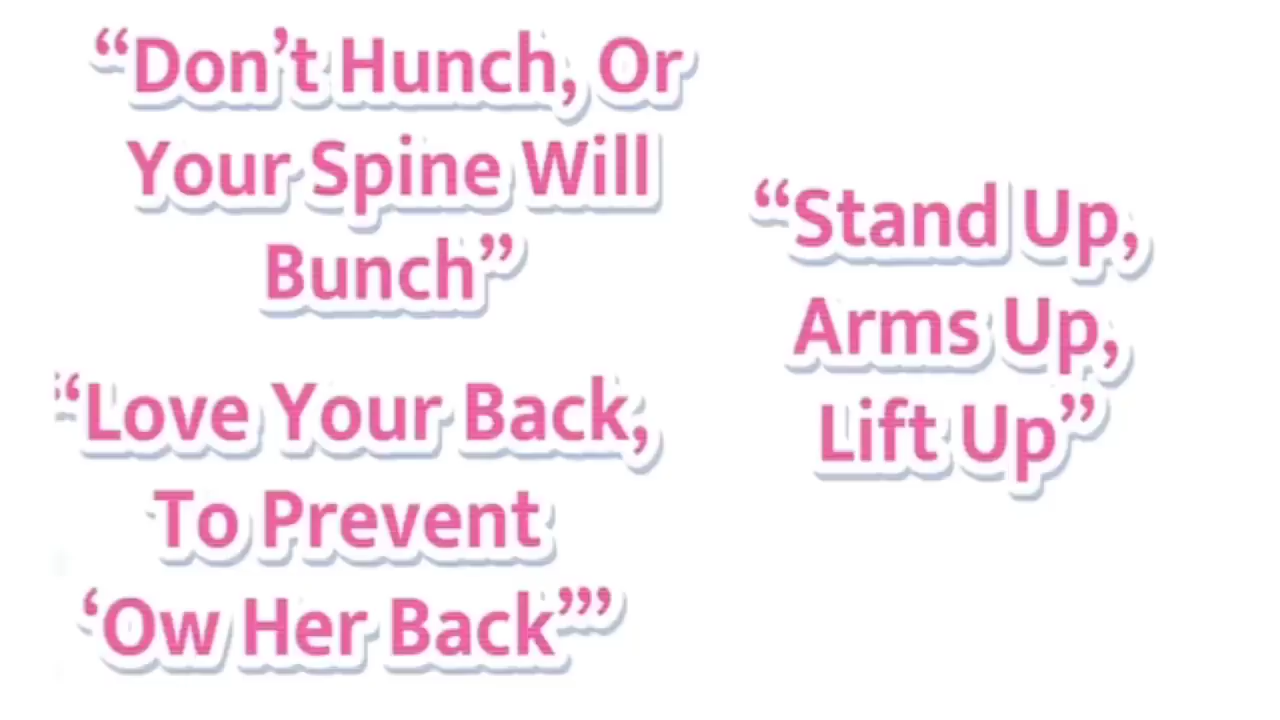 “Don’t Hunch, Or
Your Spine Will
Bunch”
“Stand Up,
Arms Up,
Lift Up”
“Love Your Back,
To Prevent
‘Ow Her Back’”